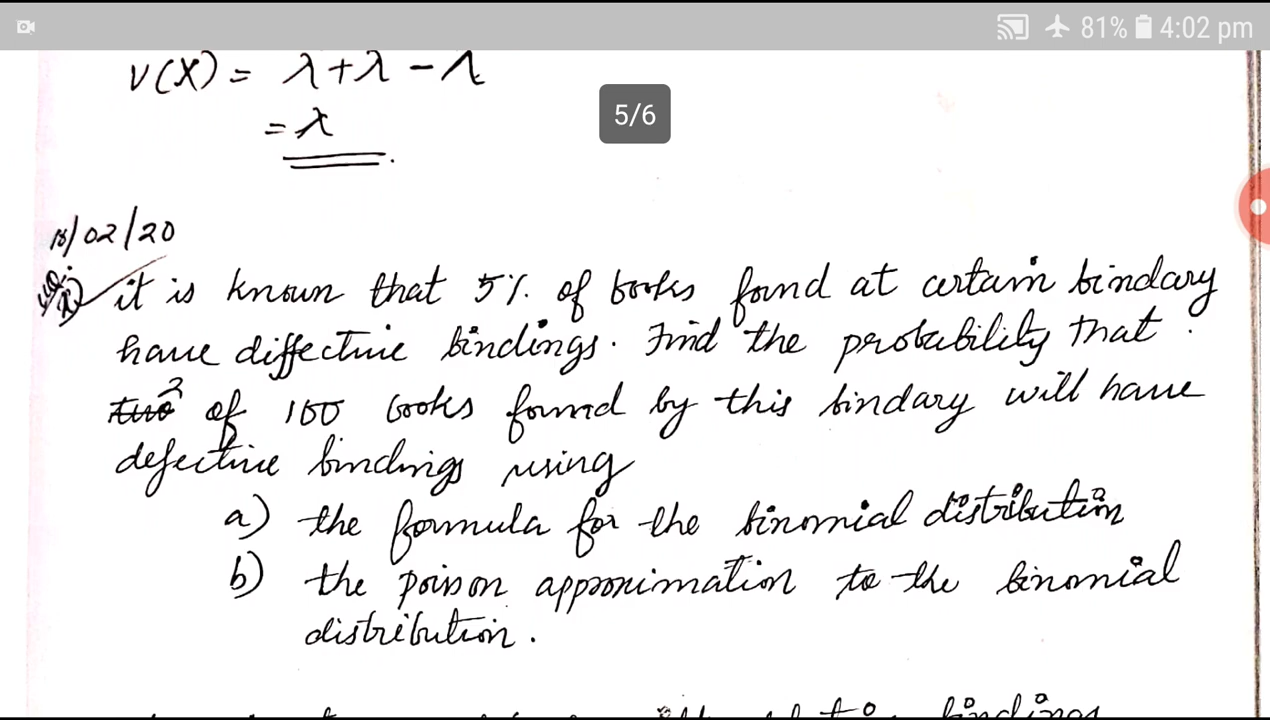 81% 4:02 pm
V(X) = λ + λ - λ
= λ
5/6
18/02/20
it is known that 5% of books found at certain bindary
have diffective bindings. Find the probability that
2 of 100 books found by this bindary will have
defective bindings using
a) the formula for the binomial distribution
b) the poison approximation to the binomial
distribution.
bindings